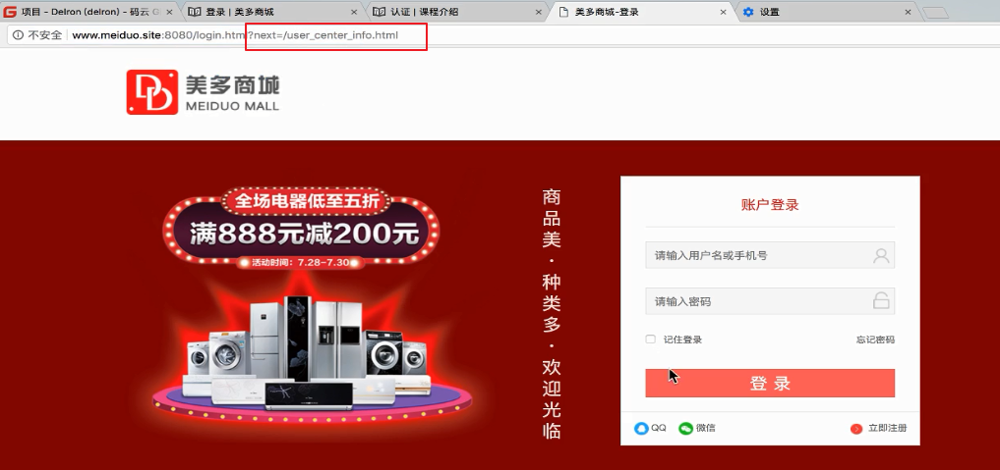 项目 - Delron (delron) - 码云 G
登录 | 美多商城
认证 | 课程介绍
美多商城-登录
设置
不安全 www.meiduo.site:8080/login.htm?next=/user_center_info.html
美多商城
MEIDUO MALL
全场电器低至五折
满888元减200元
活动时间：7.28-7.30
商品美·种类多·欢迎光临
账户登录
请输入用户名或手机号
请输入密码
记住登录
忘记密码
登录
QQ
微信
立即注册